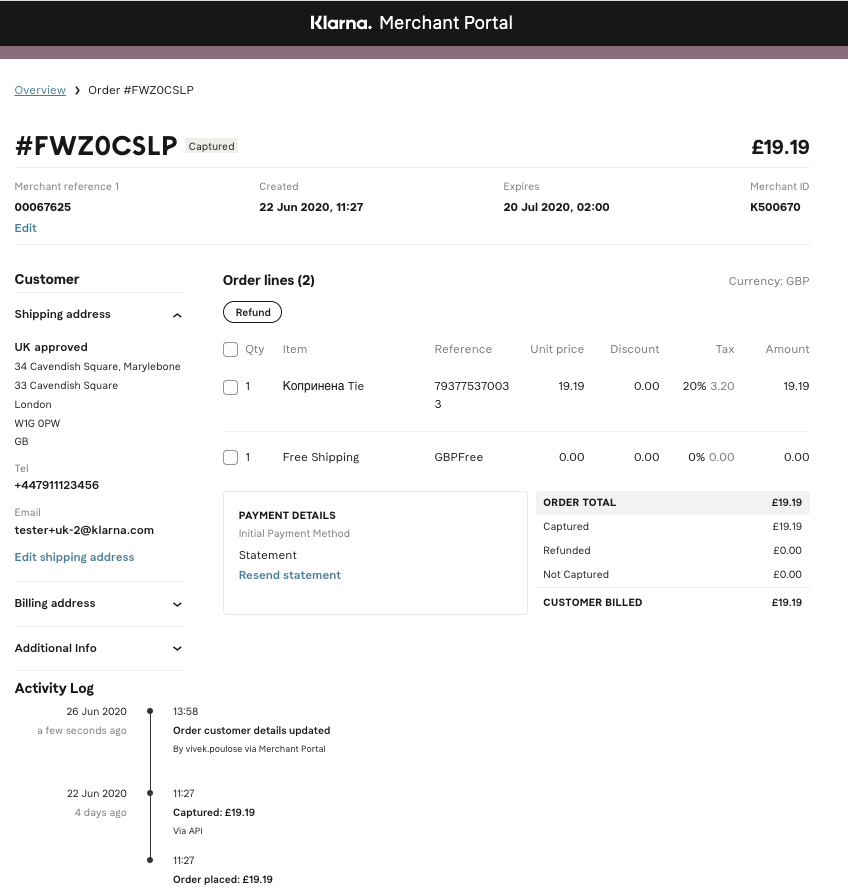 Klarna. Merchant Portal
Overview > Order #FWZ0CSLP
#FWZ0CSLP Captured £19.19
Merchant reference 1 Created Expires Merchant ID
00067625 22 Jun 2020, 11:27 20 Jul 2020, 02:00 K500670
Edit
Customer
Shipping address
UK approved
34 Cavendish Square, Marylebone
33 Cavendish Square
London
W1G 0PW
GB
Tel
+447911123456
Email
tester+uk-2@klarna.com
Edit shipping address
Billing address
Additional Info
Order lines (2) Currency: GBP
Refund
Qty Item Reference Unit price Discount Tax Amount
1 Копринена Tie 79377537003 19.19 0.00 20% 3.20 19.19
3
1 Free Shipping GBPFree 0.00 0.00 0% 0.00 0.00
PAYMENT DETAILS
Initial Payment Method
Statement
Resend statement
ORDER TOTAL £19.19
Captured £19.19
Refunded £0.00
Not Captured £0.00
CUSTOMER BILLED £19.19
Activity Log
26 Jun 2020 13:58
a few seconds ago Order customer details updated
By vivek.poulose via Merchant Portal
22 Jun 2020 11:27
4 days ago Captured: £19.19
Via API
11:27
Order placed: £19.19